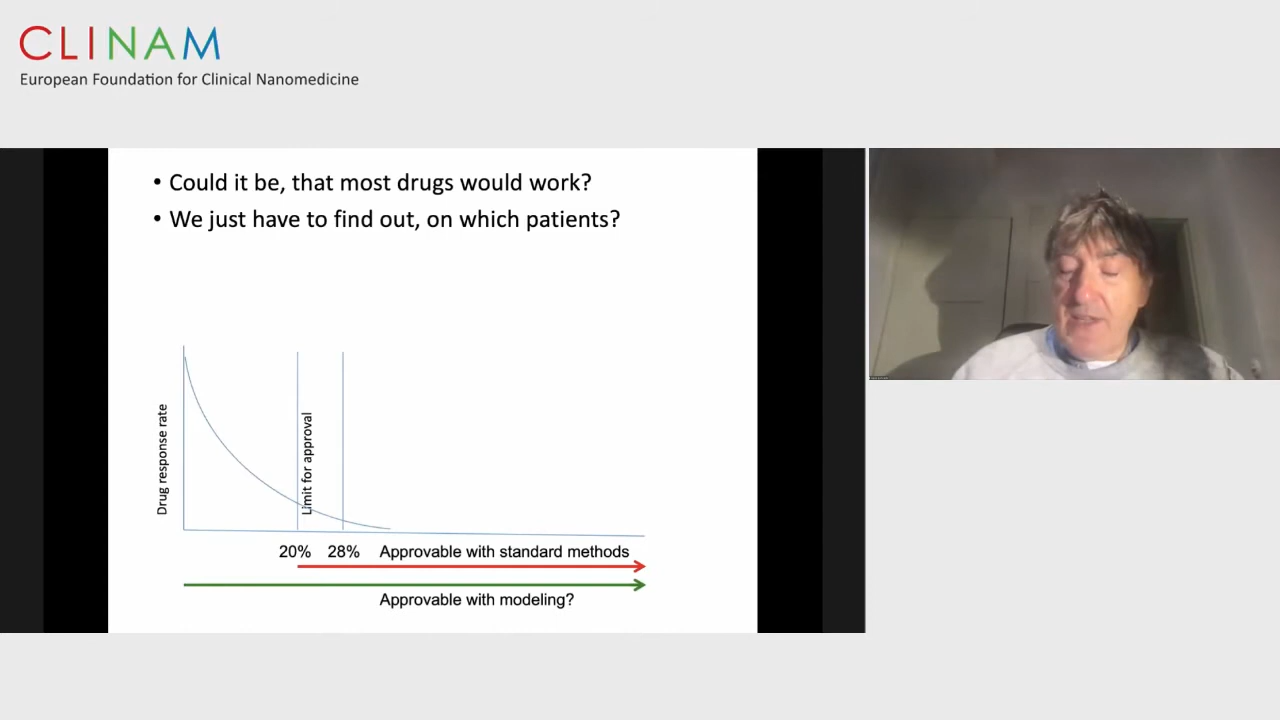 CLINAM
European Foundation for Clinical Nanomedicine
• Could it be, that most drugs would work?
• We just have to find out, on which patients?
Drug response rate
Limit for approval
20% 28% Approvable with standard methods
Approvable with modeling?